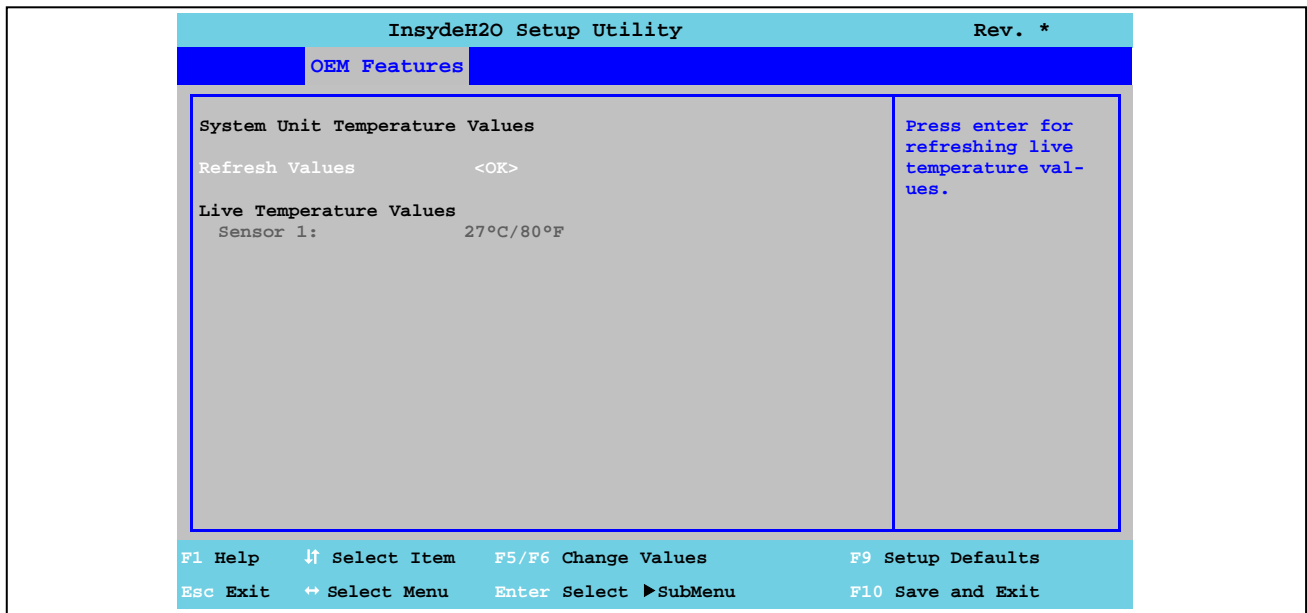 InsydeH2O Setup Utility Rev. *
OEM Features
System Unit Temperature Values
Refresh Values <OK>
Live Temperature Values
Sensor 1: 27°C/80°F
Press enter for
refreshing live
temperature val-
ues.
F1 Help ↓↑ Select Item F5/F6 Change Values F9 Setup Defaults
Esc Exit ↔ Select Menu Enter Select ▶SubMenu F10 Save and Exit